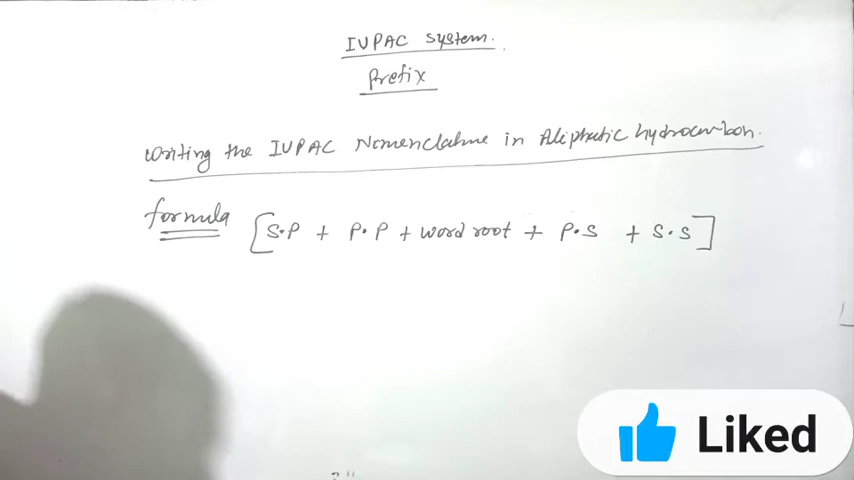 IUPAC system.
Prefix
Writing the IUPAC Nomenclature in Aliphatic hydrocarbon.
formula [S.P + P.P + word root + P.S + S.S]
Liked